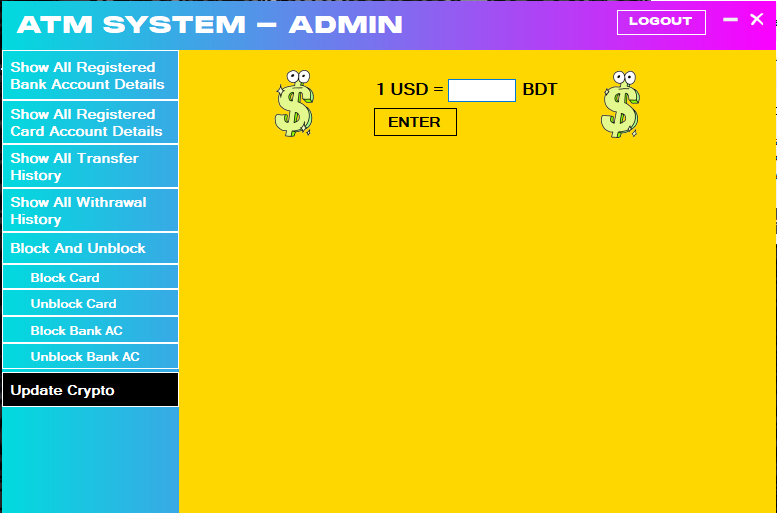 ATM SYSTEM – ADMIN
LOGOUT
Show All Registered
Bank Account Details
Show All Registered
Card Account Details
Show All Transfer
History
Show All Withrawal
History
Block And Unblock
Block Card
Unblock Card
Block Bank AC
Unblock Bank AC
Update Crypto
1 USD = BDT
ENTER